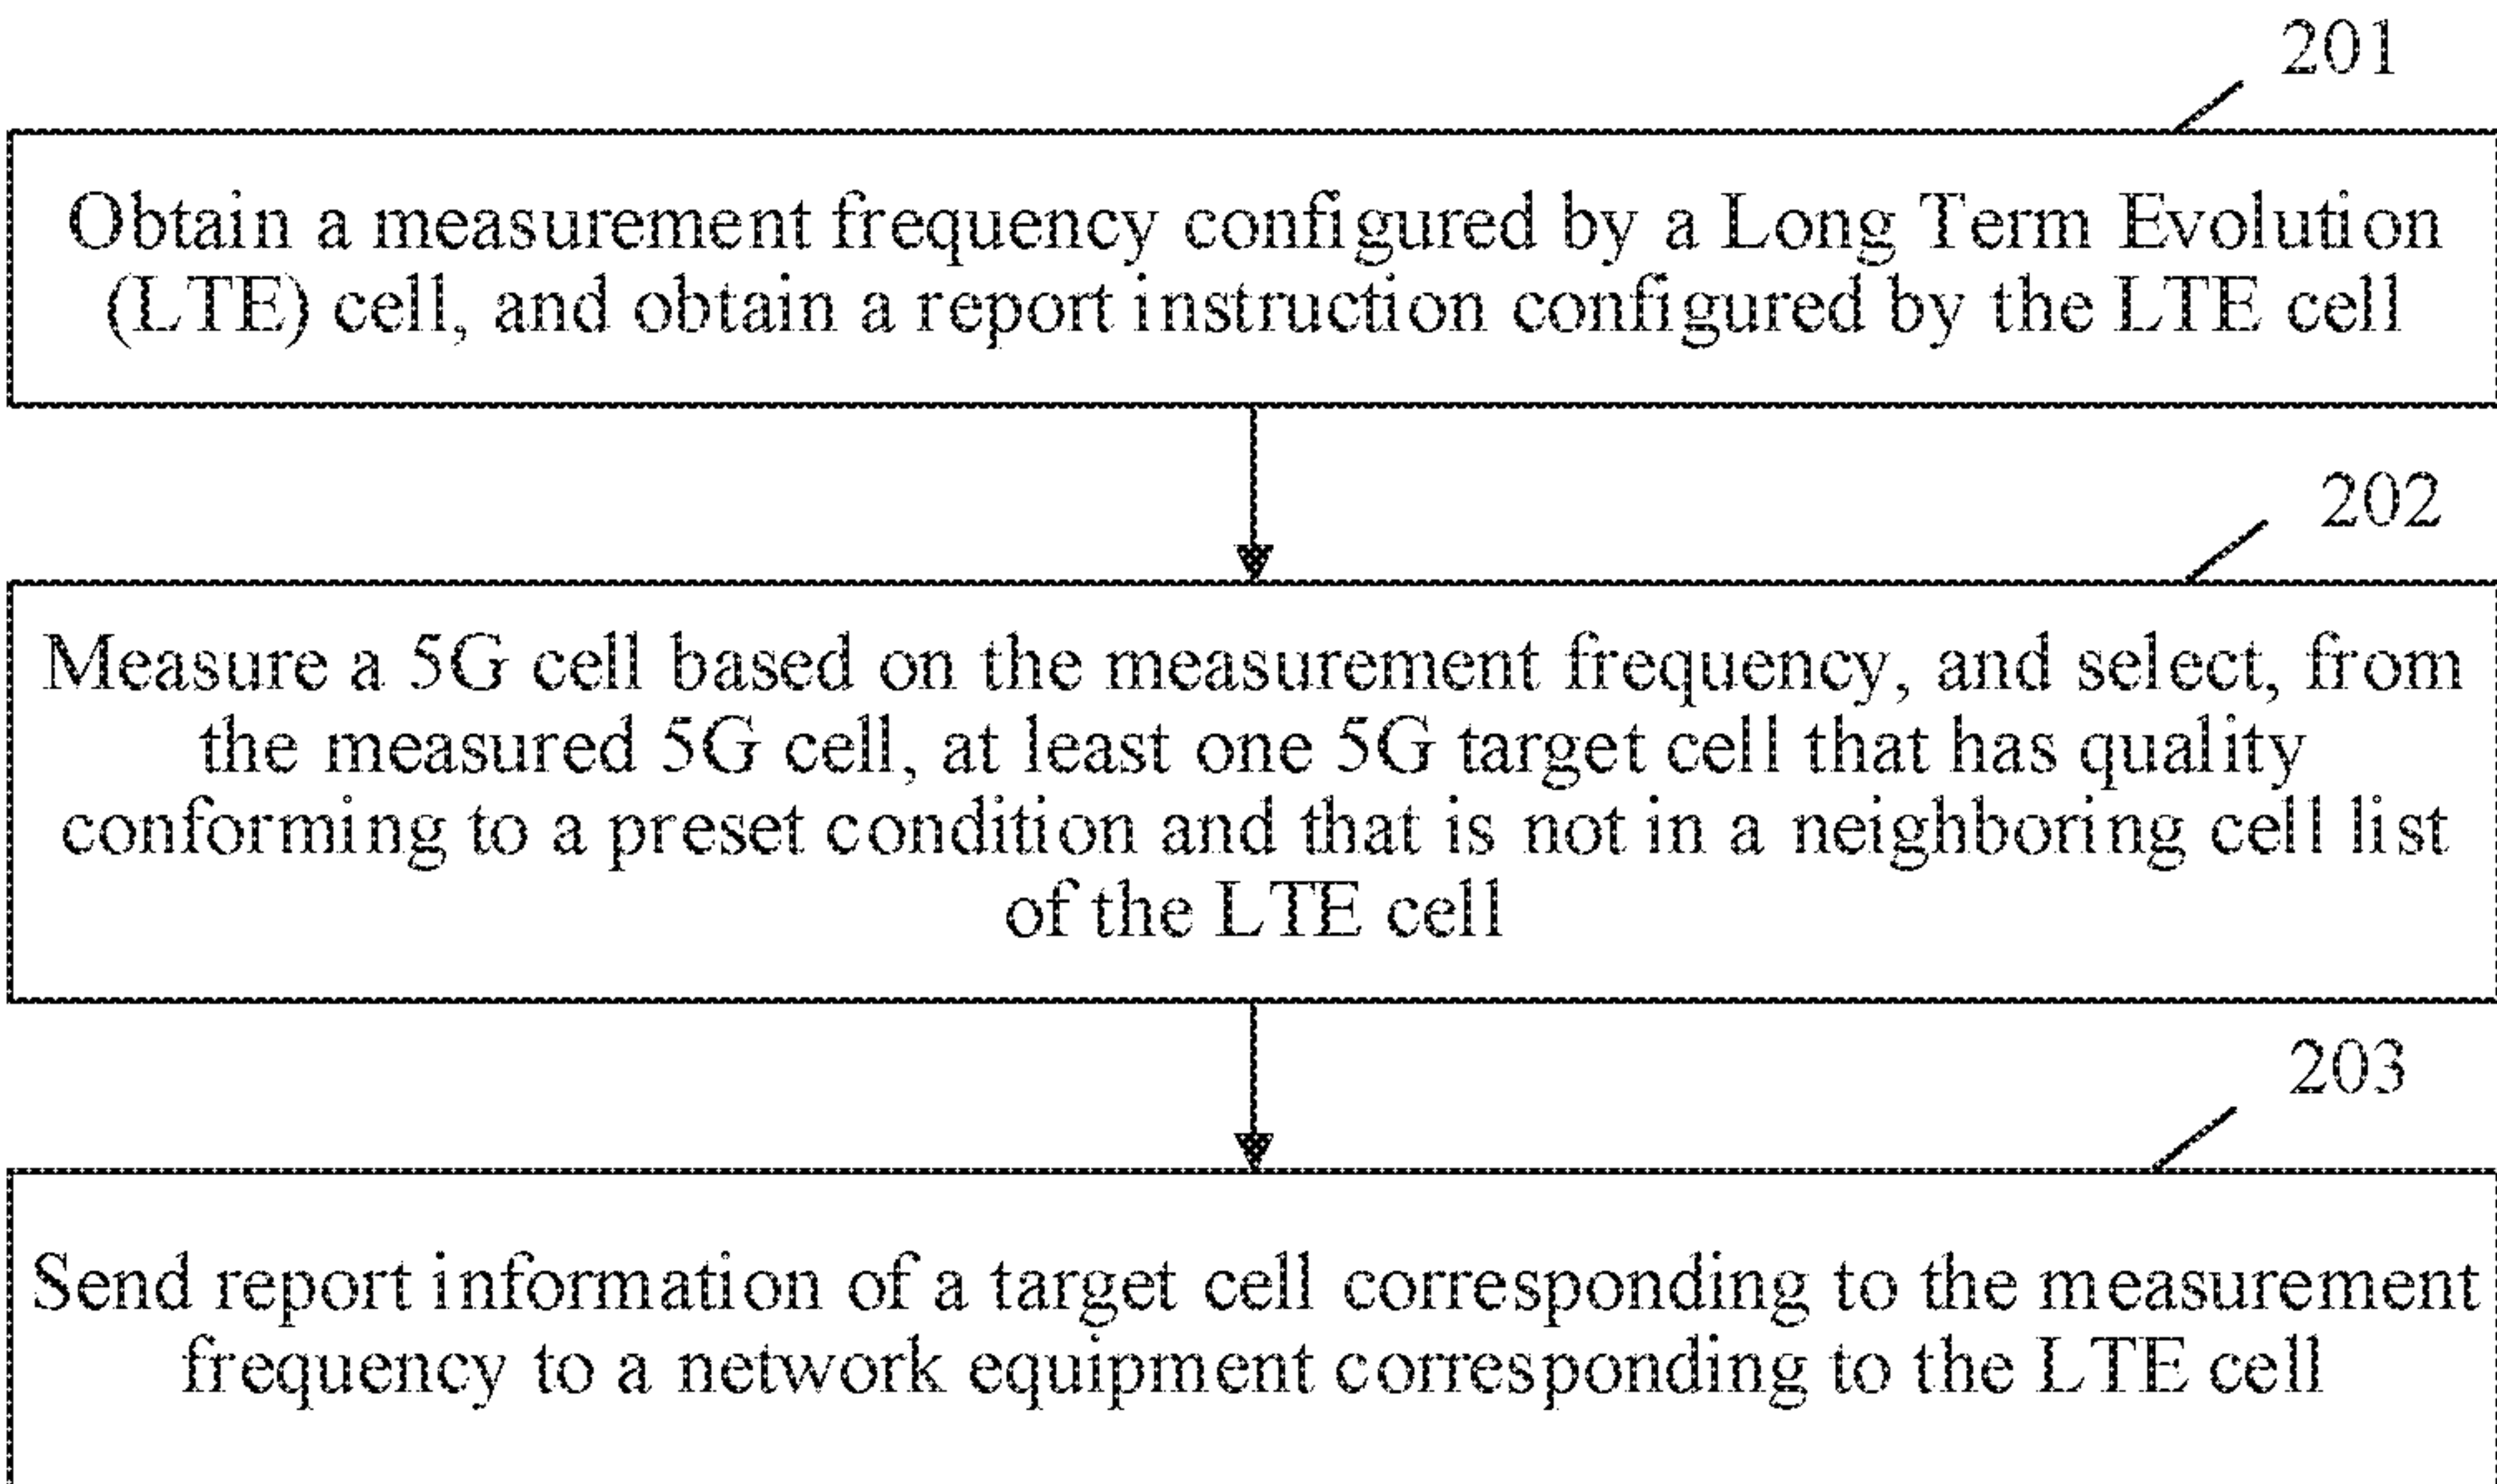 201
Obtain a measurement frequency configured by a Long Term Evolution
(LTE) cell, and obtain a report instruction configured by the LTE cell
202
Measure a 5G cell based on the measurement frequency, and select, from
the measured 5G cell, at least one 5G target cell that has quality
conforming to a preset condition and that is not in a neighboring cell list
of the LTE cell
203
Send report information of a target cell corresponding to the measurement
frequency to a network equipment corresponding to the LTE cell